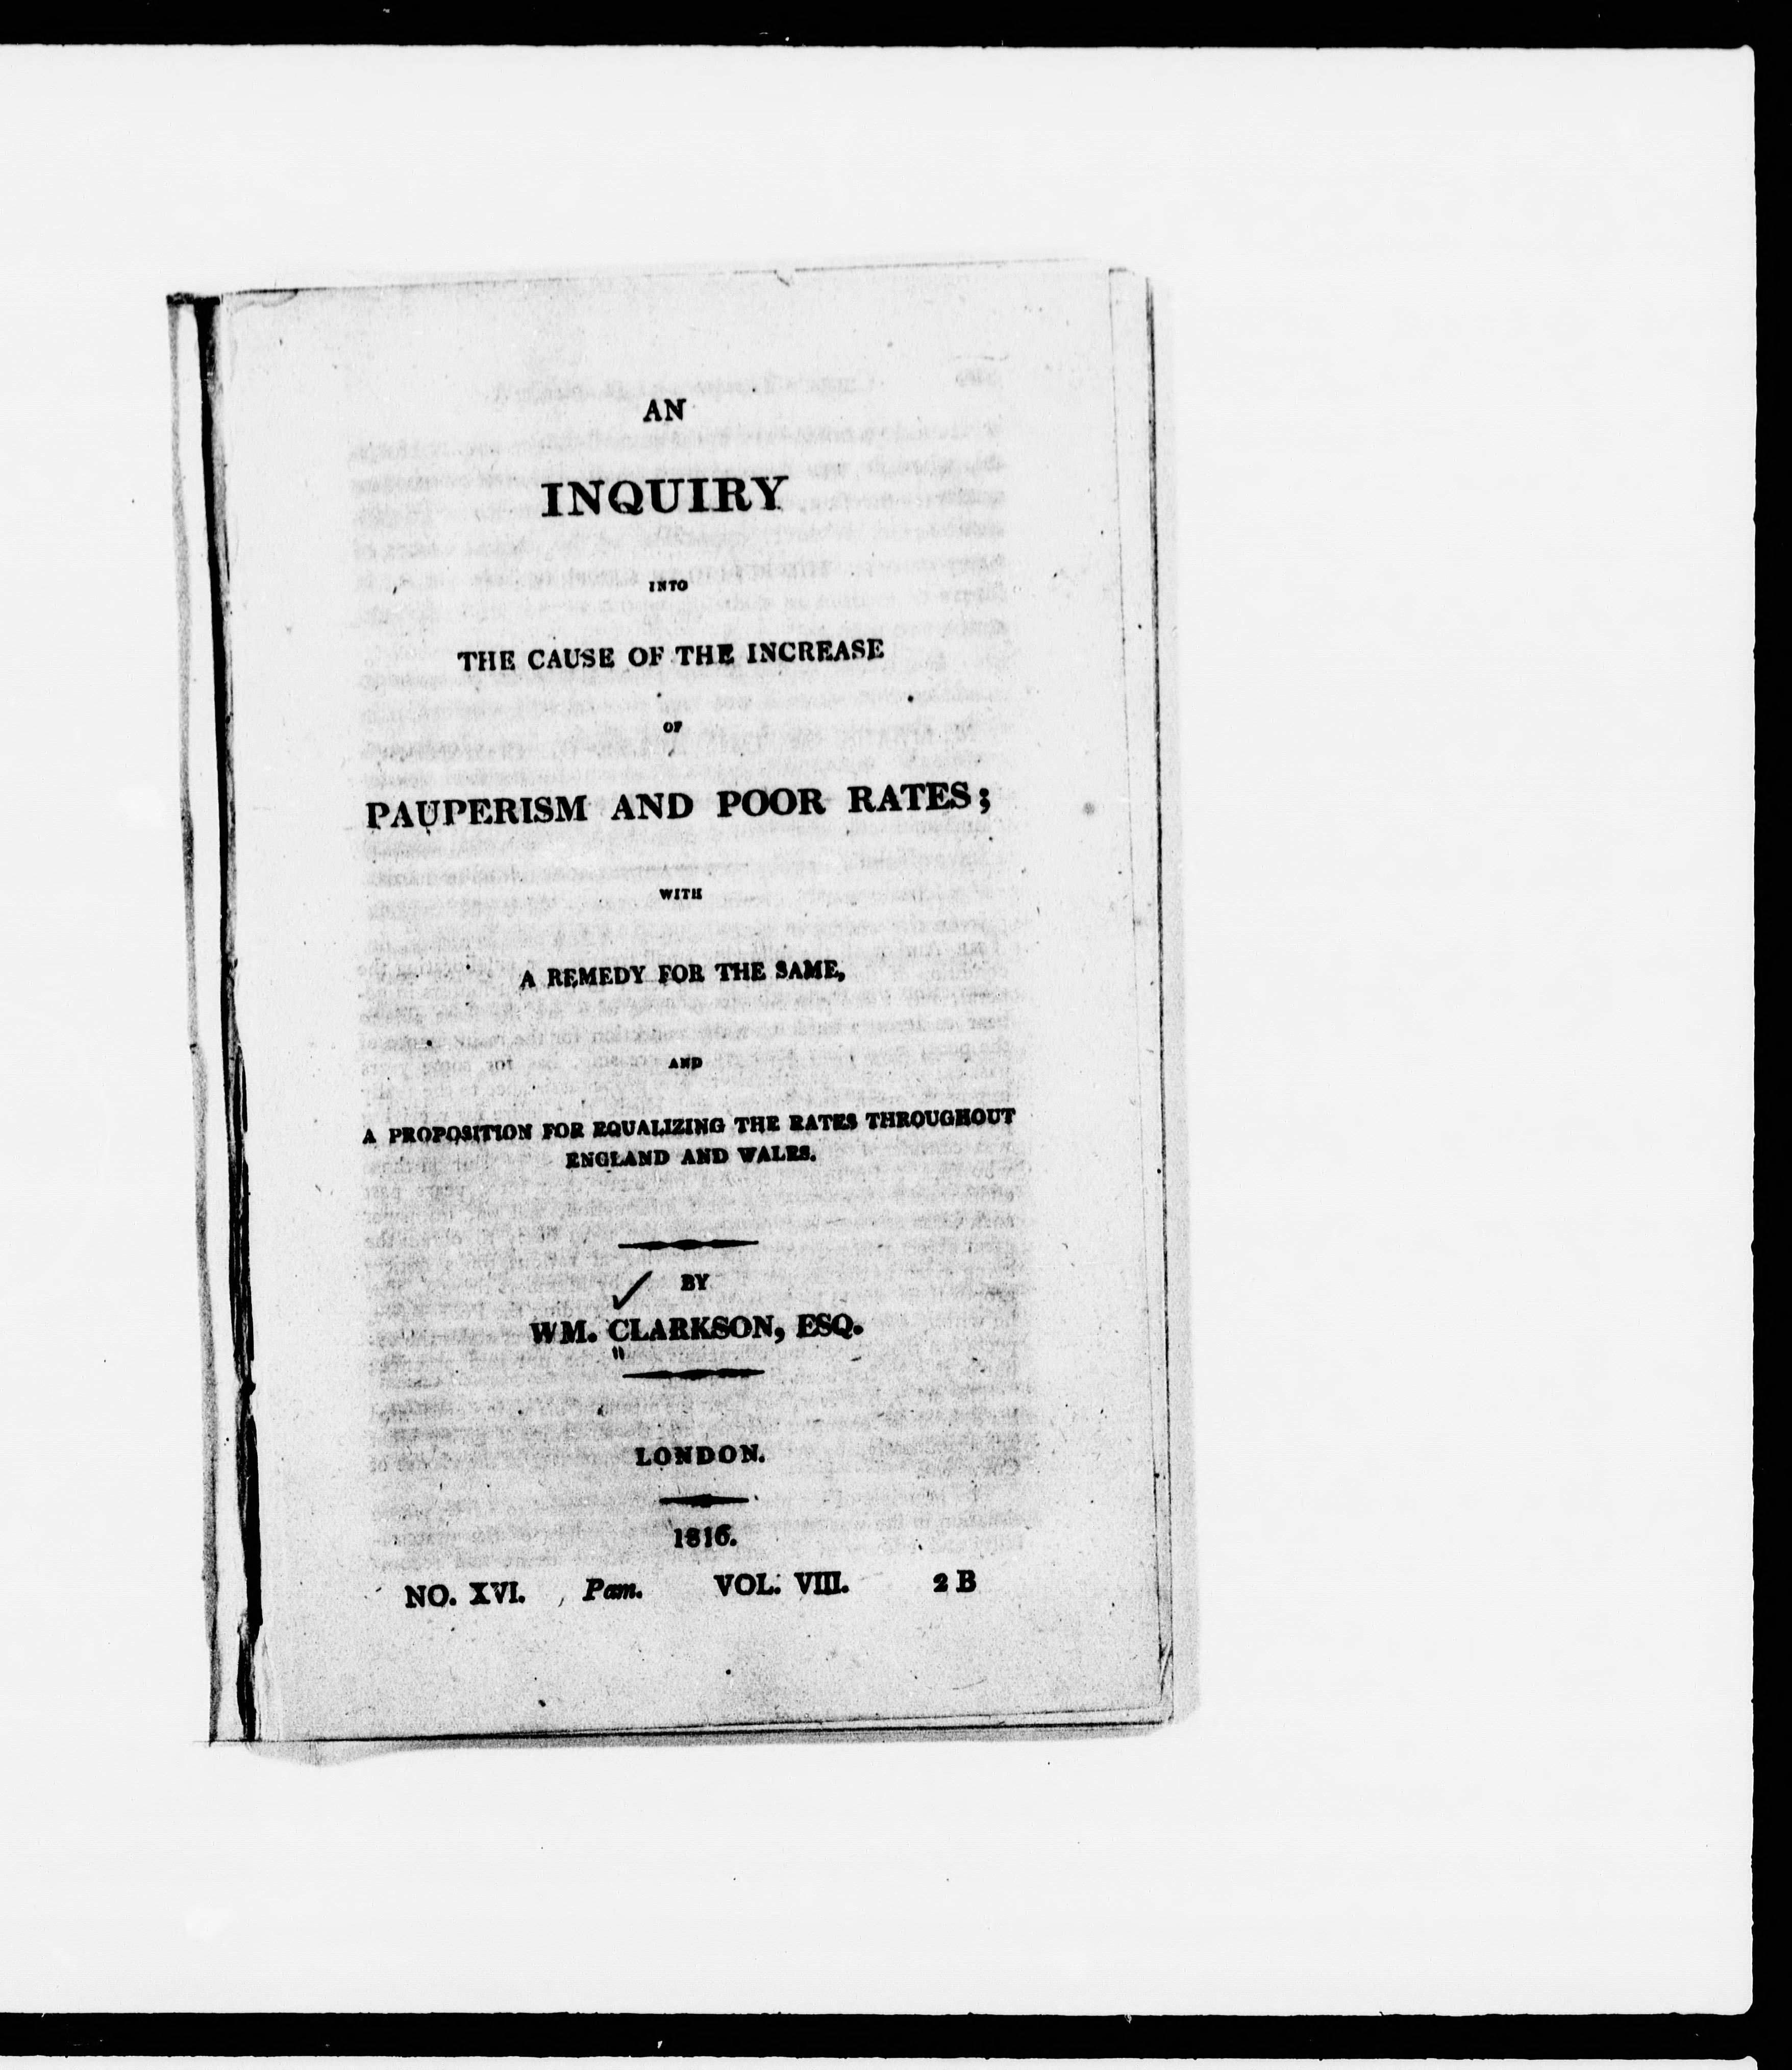 AN
INQUIRY
INTO
THE CAUSE OF THE INCREASE
OF
PAUPERISM AND POOR RATES;
WITH
A REMEDY FOR THE SAME,
AND
A PROPOSITION FOR EQUALIZING THE RATES THROUGHOUT
ENGLAND AND WALES.
BY
WM. CLARKSON, ESQ.
LONDON.
1816.
NO. XVI. Pam. VOL. VIII. 2 B